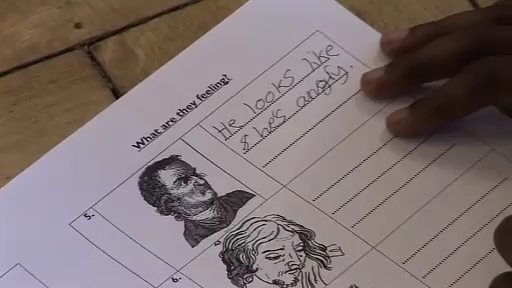 What are they feeling?
He looks like
& he's angry.
5.
6.